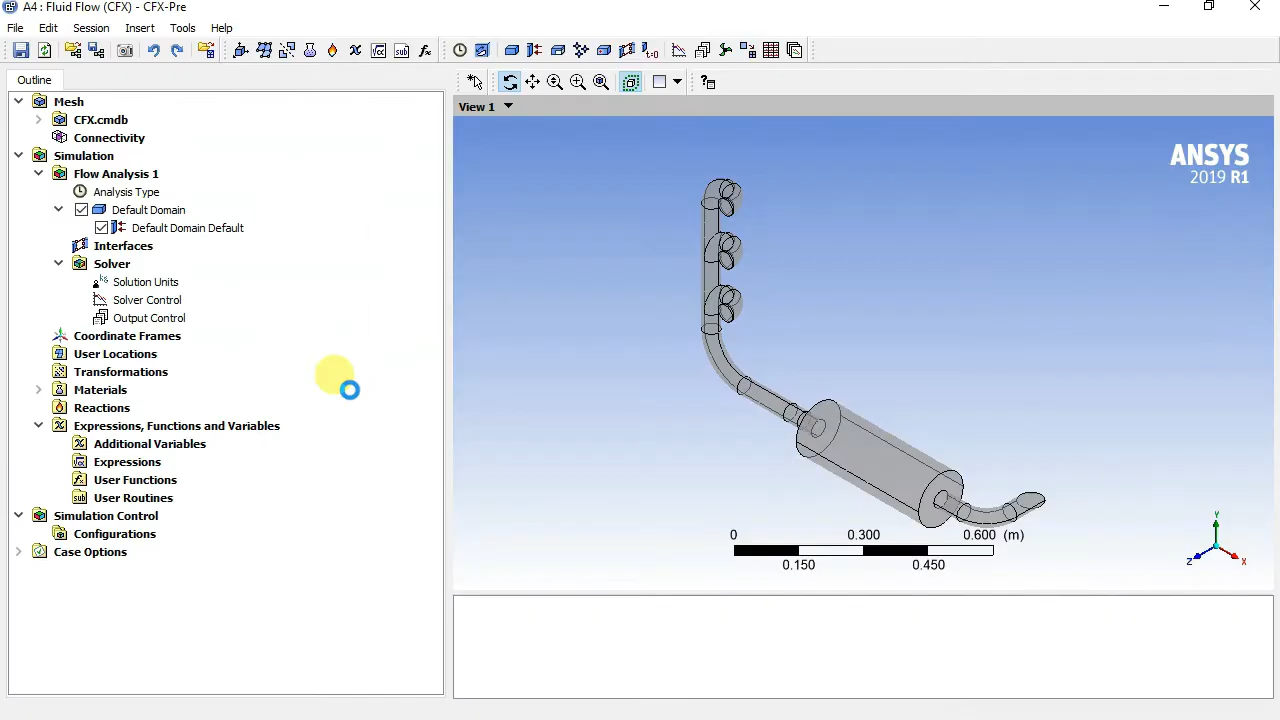 A4 : Fluid Flow (CFX) - CFX-Pre
File Edit Session Insert Tools Help
Outline
Mesh
CFX.cmdb
Connectivity
Simulation
Flow Analysis 1
Analysis Type
Default Domain
Default Domain Default
Interfaces
Solver
Solution Units
Solver Control
Output Control
Coordinate Frames
User Locations
Transformations
Materials
Reactions
Expressions, Functions and Variables
Additional Variables
Expressions
User Functions
User Routines
Simulation Control
Configurations
Case Options
View 1
ANSYS
2019 R1
0 0.300 0.600 (m)
0.150 0.450
Y
Z X